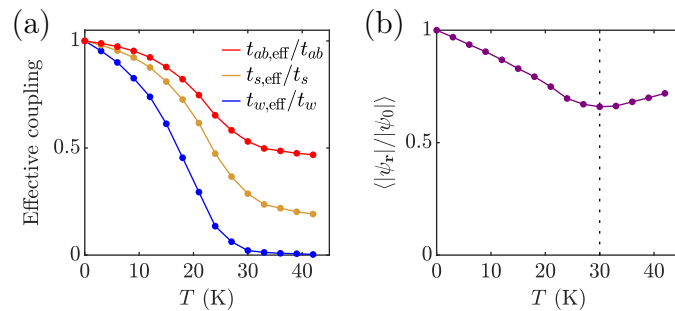 (a)
Effective coupling
1
0.5
0
t_{ab,eff}/t_{ab}
t_{s,eff}/t_s
t_{w,eff}/t_w
0 10 20 30 40
T (K)
(b)
⟨|ψ_r|/|ψ_0|⟩
1
0.5
0
0 10 20 30 40
T (K)